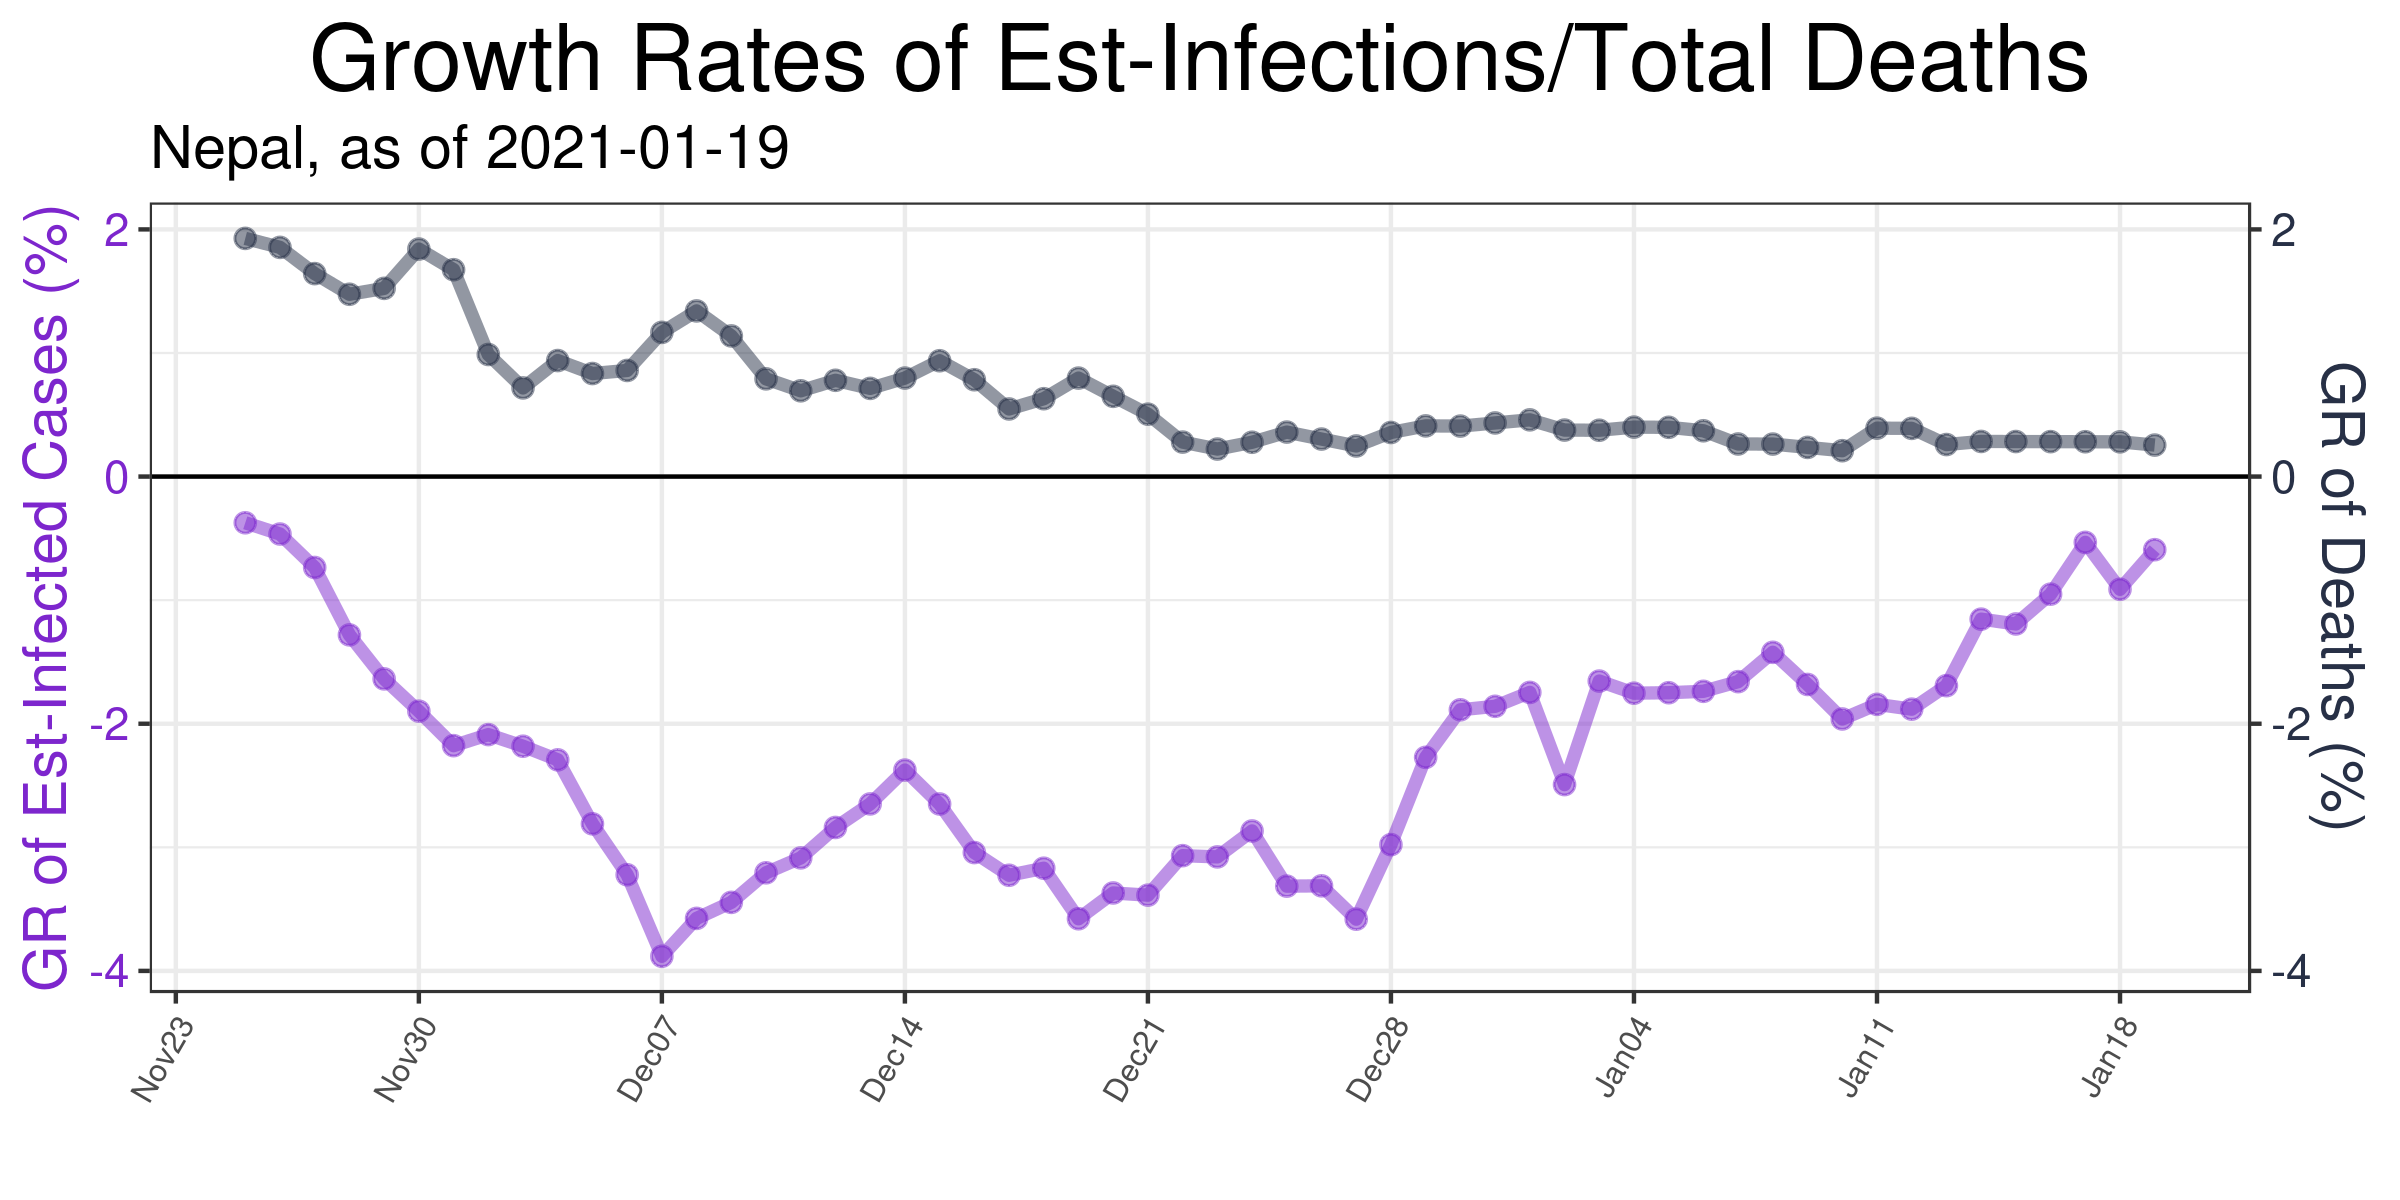 Growth Rates of Est-Infections/Total Deaths
Nepal, as of 2021-01-19
GR of Est-Infected Cases (%)
2
0
-2
-4
2
0
-2
-4
GR of Deaths (%)
Nov23
Nov30
Dec07
Dec14
Dec21
Dec28
Jan04
Jan11
Jan18